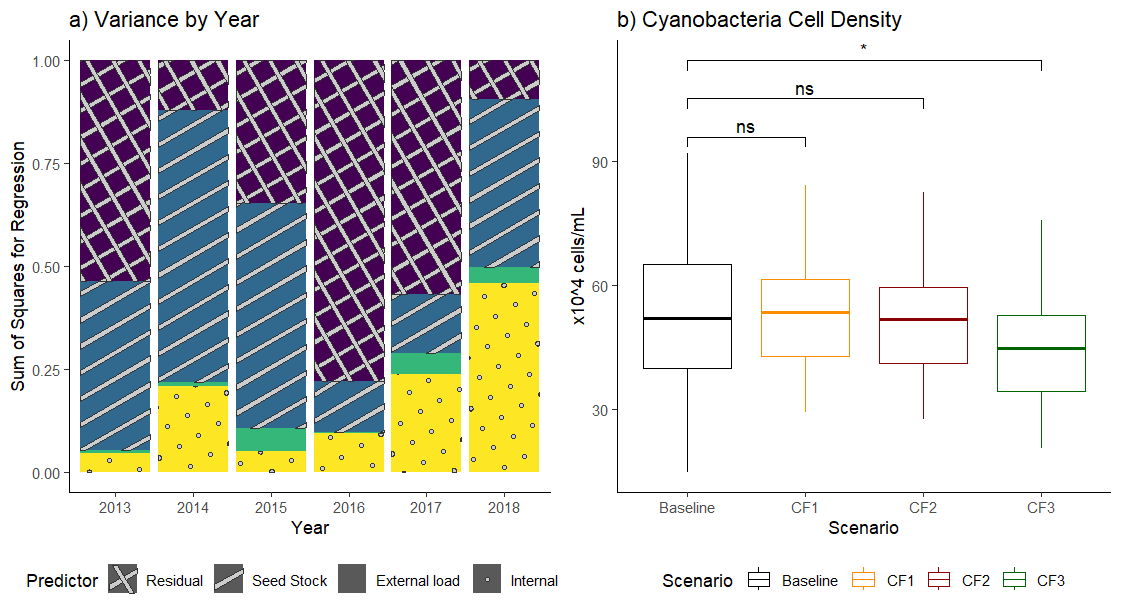 a) Variance by Year
Sum of Squares for Regression
1.00
0.75
0.50
0.25
0.00
2013 2014 2015 2016 2017 2018
Year
Predictor Residual Seed Stock External load Internal
b) Cyanobacteria Cell Density
x10^4 cells/mL
*
ns
ns
90
60
30
Baseline CF1 CF2 CF3
Scenario
Scenario Baseline CF1 CF2 CF3